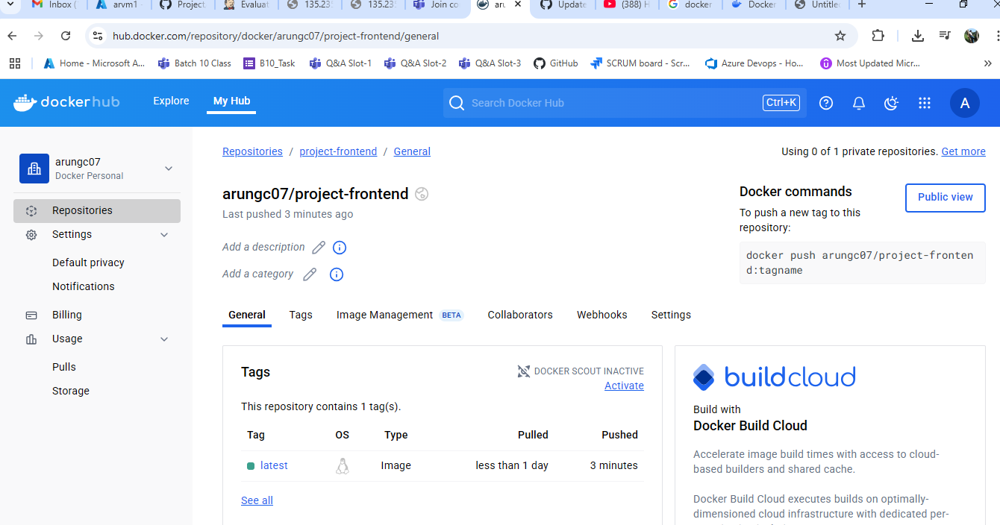 Inbox (
arvm1 -
Project
Evaluat
135.23
135.23
Join co
aru
Update
(388) H
docker
Docker
Untitle
hub.docker.com/repository/docker/arungc07/project-frontend/general
Home - Microsoft A...
Batch 10 Class
B10_Task
Q&A Slot-1
Q&A Slot-2
Q&A Slot-3
GitHub
SCRUM board - Scr...
Azure Devops - Ho...
Most Updated Micr...
dockerhub
Explore
My Hub
Search Docker Hub
Ctrl+K
A
arungc07
Docker Personal
Repositories
Settings
Default privacy
Notifications
Billing
Usage
Pulls
Storage
Repositories / project-frontend / General
Using 0 of 1 private repositories. Get more
arungc07/project-frontend
Last pushed 3 minutes ago
Add a description
Add a category
Docker commands
Public view
To push a new tag to this
repository:
docker push arungc07/project-fronten
d:tagname
General
Tags
Image Management BETA
Collaborators
Webhooks
Settings
Tags
DOCKER SCOUT INACTIVE
Activate
This repository contains 1 tag(s).
Tag OS Type Pulled Pushed
latest Image less than 1 day 3 minutes
See all
buildcloud
Build with
Docker Build Cloud
Accelerate image build times with access to cloud-
based builders and shared cache.
Docker Build Cloud executes builds on optimally-
dimensioned cloud infrastructure with dedicated per-